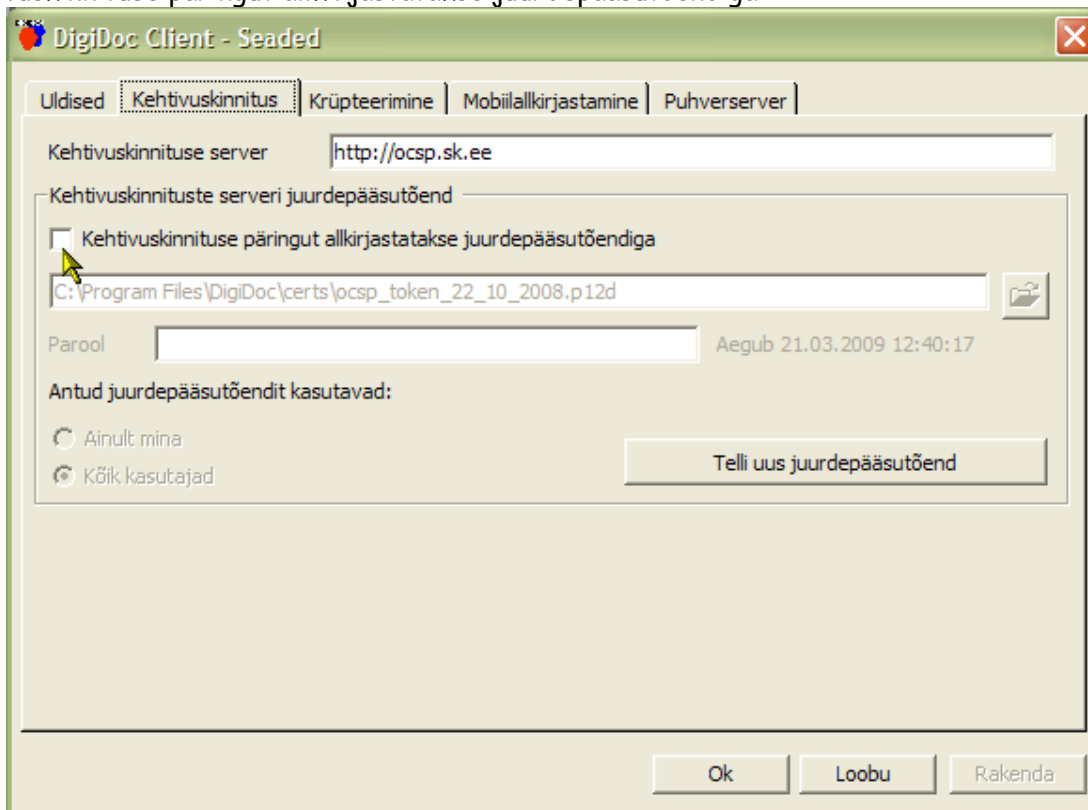 DigiDoc Client - Seaded
Uldised Kehtivuskinnitus Krüpteerimine Mobiilallkirjastamine Puhverserver
Kehtivuskinnituse server http://ocsp.sk.ee
Kehtivuskinnituste serveri juurdepääsutõend
Kehtivuskinnituse päringut allkirjastatakse juurdepääsutõendiga
C:\Program Files\DigiDoc\certs\ocsp_token_22_10_2008.p12d
Parool Aegub 21.03.2009 12:40:17
Antud juurdepääsutõendit kasutavad:
Ainult mina
Kõik kasutajad
Telli uus juurdepääsutõend
Ok Loobu Rakenda